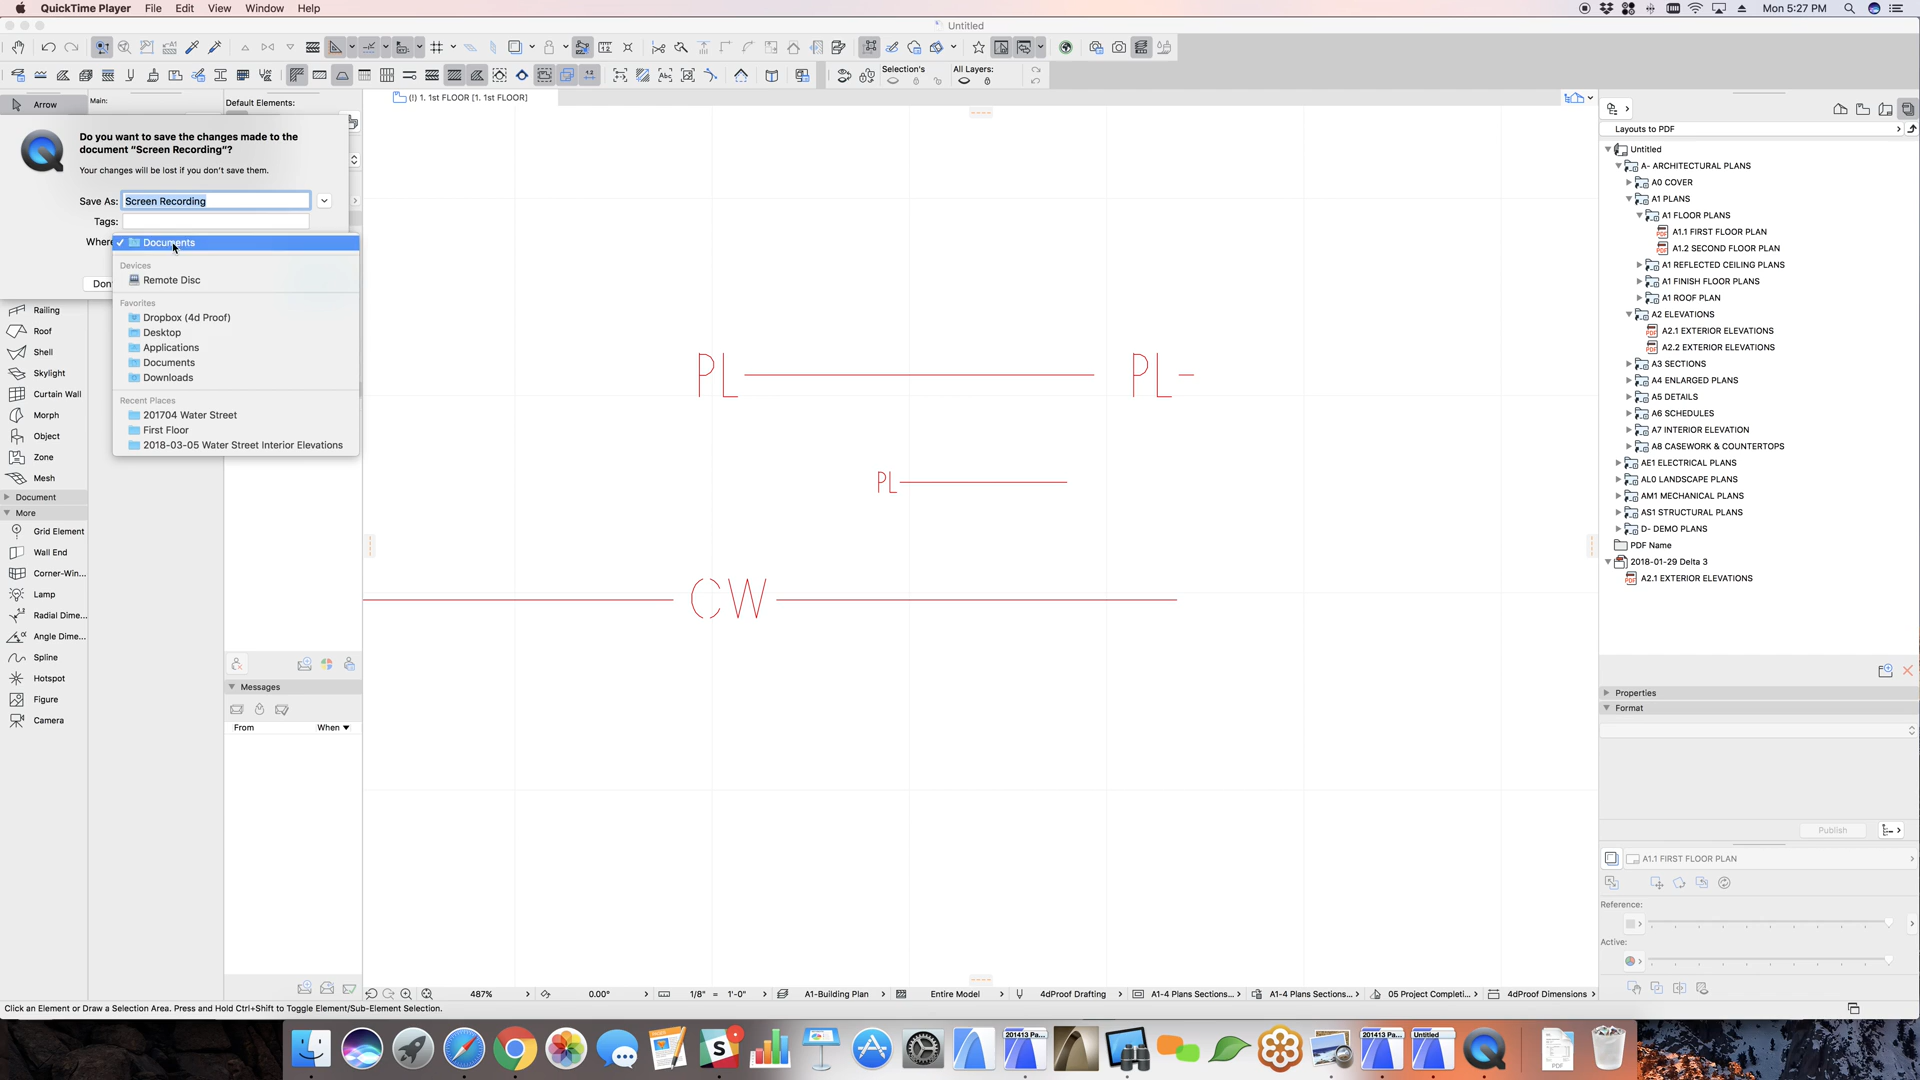 QuickTime Player File Edit View Window Help
Mon 5:27 PM
Untitled
Selection's
All Layers:
Arrow
Main:
Default Elements:
(!) 1. 1st FLOOR [1. 1st FLOOR]
Do you want to save the changes made to the
document “Screen Recording”?
Your changes will be lost if you don’t save them.
Save As: Screen Recording
Tags:
Where
Documents
Devices
Remote Disc
Favorites
Dropbox (4d Proof)
Desktop
Applications
Documents
Downloads
Recent Places
201704 Water Street
First Floor
2018-03-05 Water Street Interior Elevations
Don
Railing
Roof
Shell
Skylight
Curtain Wall
Morph
Object
Zone
Mesh
Document
More
Grid Element
Wall End
Corner-Win...
Lamp
Radial Dime...
Angle Dime...
Spline
Hotspot
Figure
Camera
Messages
From When
PL PL
PL
CW
Layouts to PDF
Untitled
A- ARCHITECTURAL PLANS
A0 COVER
A1 PLANS
A1 FLOOR PLANS
A1.1 FIRST FLOOR PLAN
A1.2 SECOND FLOOR PLAN
A1 REFLECTED CEILING PLANS
A1 FINISH FLOOR PLANS
A1 ROOF PLAN
A2 ELEVATIONS
A2.1 EXTERIOR ELEVATIONS
A2.2 EXTERIOR ELEVATIONS
A3 SECTIONS
A4 ENLARGED PLANS
A5 DETAILS
A6 SCHEDULES
A7 INTERIOR ELEVATION
A8 CASEWORK & COUNTERTOPS
AE1 ELECTRICAL PLANS
AL0 LANDSCAPE PLANS
AM1 MECHANICAL PLANS
AS1 STRUCTURAL PLANS
D- DEMO PLANS
PDF Name
2018-01-29 Delta 3
A2.1 EXTERIOR ELEVATIONS
Properties
Format
Publish
A1.1 FIRST FLOOR PLAN
Reference:
Active:
487% 0.00° 1/8" = 1'-0" A1-Building Plan Entire Model 4dProof Drafting A1-4 Plans Sections... A1-4 Plans Sections... 05 Project Completi... 4dProof Dimensions
Click an Element or Draw a Selection Area. Press and Hold Ctrl+Shift to Toggle Element/Sub-Element Selection.
201413 Pa... 201413 Pa... Untitled
PDF